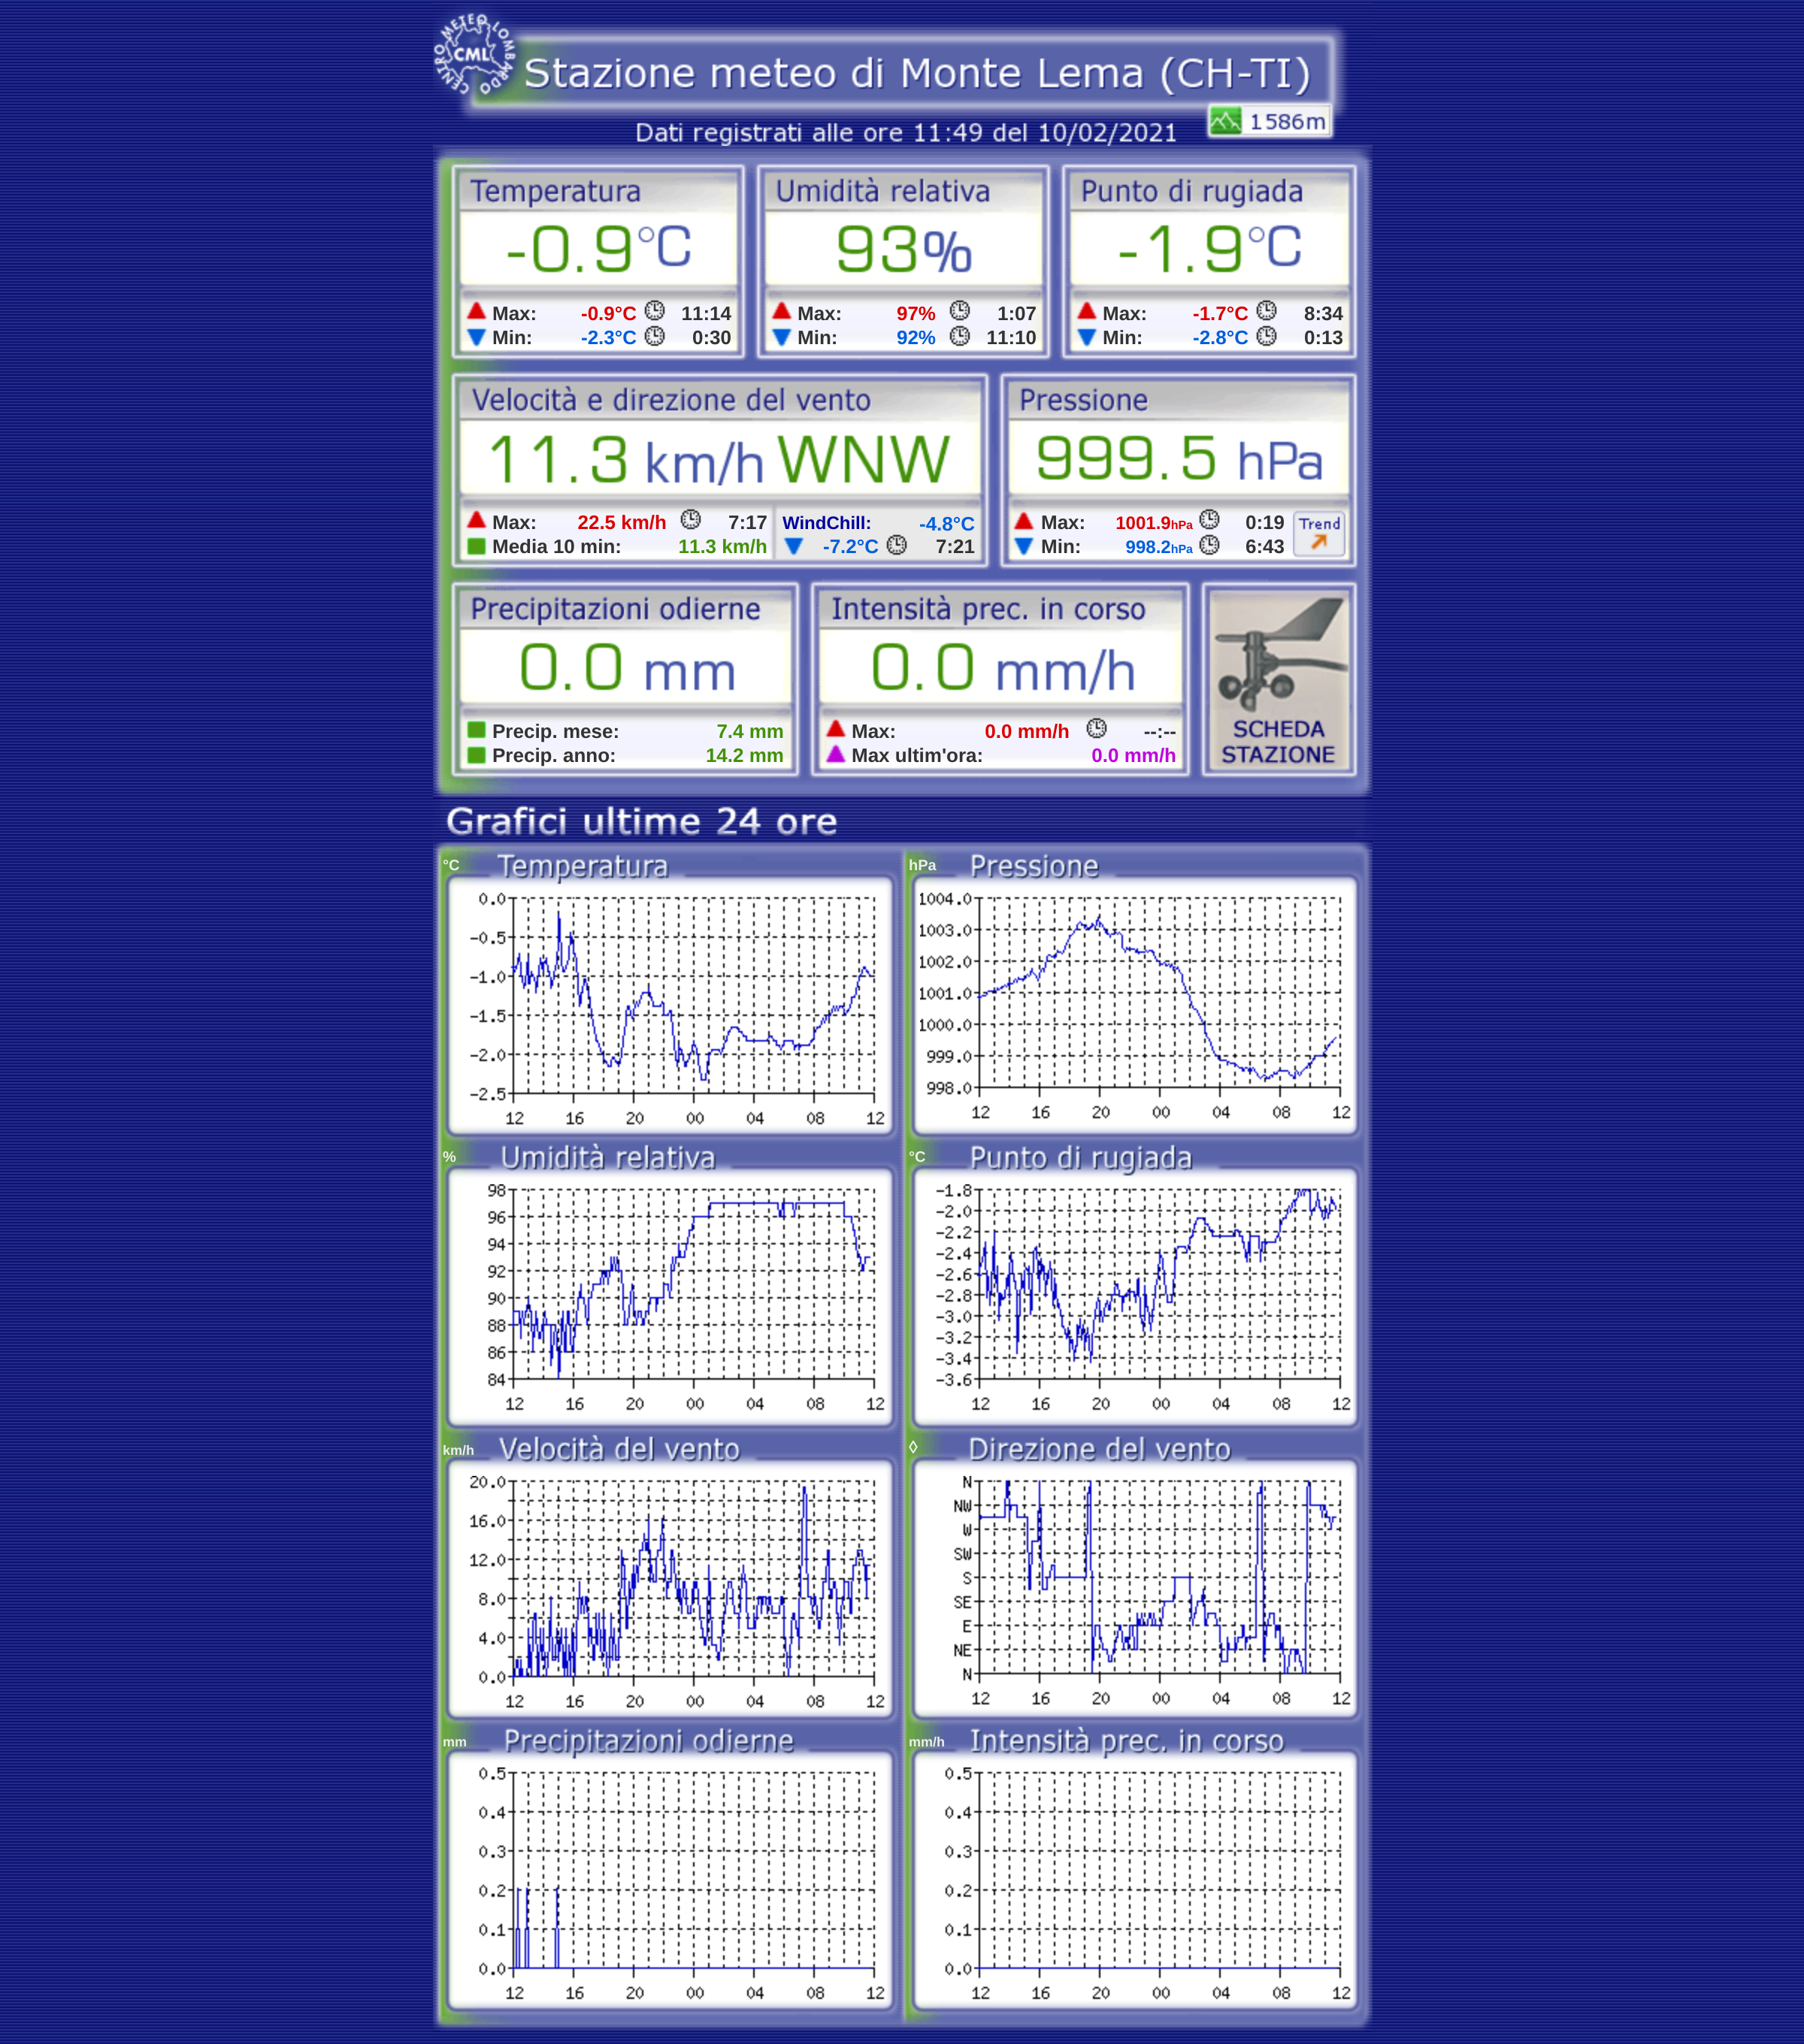 CENTRO METEO LOMBARDO
CML
Stazione meteo di Monte Lema (CH-TI)
1586m
Dati registrati alle ore 11:49 del 10/02/2021
Temperatura Umidità relativa Punto di rugiada
-0.9°C 93% -1.9°C
Max: -0.9°C 11:14 Max: 97% 1:07 Max: -1.7°C 8:34
Min: -2.3°C 0:30 Min: 92% 11:10 Min: -2.8°C 0:13
Velocità e direzione del vento Pressione
11.3 km/h WNW 999.5 hPa
Max: 22.5 km/h 7:17 WindChill: -4.8°C Max: 1001.9hPa 0:19 Trend
Media 10 min: 11.3 km/h -7.2°C 7:21 Min: 998.2hPa 6:43
Precipitazioni odierne Intensità prec. in corso
0.0 mm 0.0 mm/h
Precip. mese: 7.4 mm Max: 0.0 mm/h --:-- SCHEDA
Precip. anno: 14.2 mm Max ultim'ora: 0.0 mm/h STAZIONE
Grafici ultime 24 ore
°C Temperatura
0.0
-0.5
-1.0
-1.5
-2.0
-2.5
12 16 20 00 04 08 12
hPa Pressione
1004.0
1003.0
1002.0
1001.0
1000.0
999.0
998.0
12 16 20 00 04 08 12
% Umidità relativa
98
96
94
92
90
88
86
84
12 16 20 00 04 08 12
°C Punto di rugiada
-1.8
-2.0
-2.2
-2.4
-2.6
-2.8
-3.0
-3.2
-3.4
-3.6
12 16 20 00 04 08 12
km/h Velocità del vento
20.0
16.0
12.0
8.0
4.0
0.0
12 16 20 00 04 08 12
◊ Direzione del vento
N
NW
W
SW
S
SE
E
NE
N
12 16 20 00 04 08 12
mm Precipitazioni odierne
0.5
0.4
0.3
0.2
0.1
0.0
12 16 20 00 04 08 12
mm/h Intensità prec. in corso
0.5
0.4
0.3
0.2
0.1
0.0
12 16 20 00 04 08 12